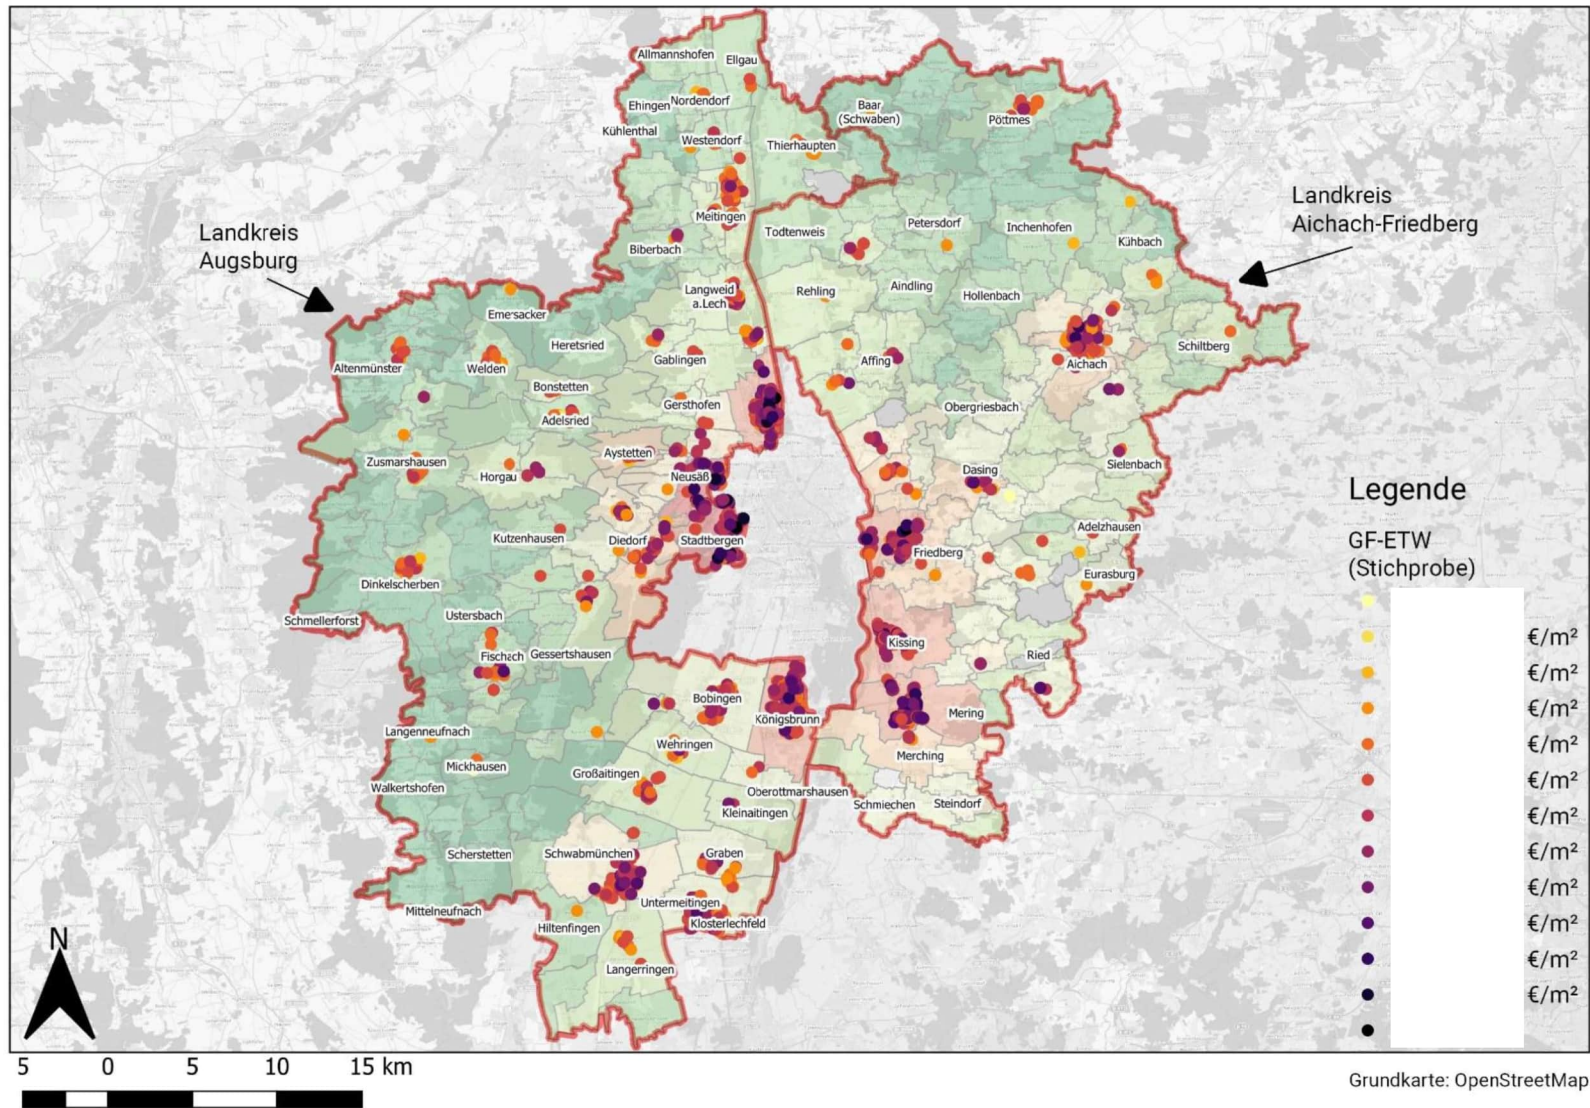 Allmannshofen
Ellgau
Ehingen
Nordendorf
Kühlenthal
Westendorf
Thierhaupten
Baar
(Schwaben)
Pöttmes
Meitingen
Biberbach
Landkreis
Augsburg
Landkreis
Aichach-Friedberg
Todtenweis
Petersdorf
Inchenhofen
Kühbach
Langweid
a.Lech
Rehling
Aindling
Hollenbach
Emersacker
Heretsried
Gablingen
Affing
Aichach
Schiltberg
Altenmünster
Welden
Bonstetten
Adelsried
Gersthofen
Obergriesbach
Zusmarshausen
Horgau
Aystetten
Neusäß
Dasing
Sielenbach
Kutzenhausen
Diedorf
Stadtbergen
Friedberg
Adelzhausen
Eurasburg
Dinkelscherben
Schmellerforst
Ustersbach
Fischach
Gessertshausen
Kissing
Ried
Bobingen
Königsbrunn
Mering
Merching
Langenneufnach
Mickhausen
Walkertshofen
Wehringen
Großaitingen
Oberottmarshausen
Kleinaitingen
Schmiechen
Steindorf
Scherstetten
Schwabmünchen
Graben
Mittelneufnach
Hiltenfingen
Untermeitingen
Klosterlechfeld
Langerringen
Legende
GF-ETW
(Stichprobe)
€/m²
€/m²
€/m²
€/m²
€/m²
€/m²
€/m²
€/m²
€/m²
€/m²
€/m²
N
5 0 5 10 15 km
Grundkarte: OpenStreetMap